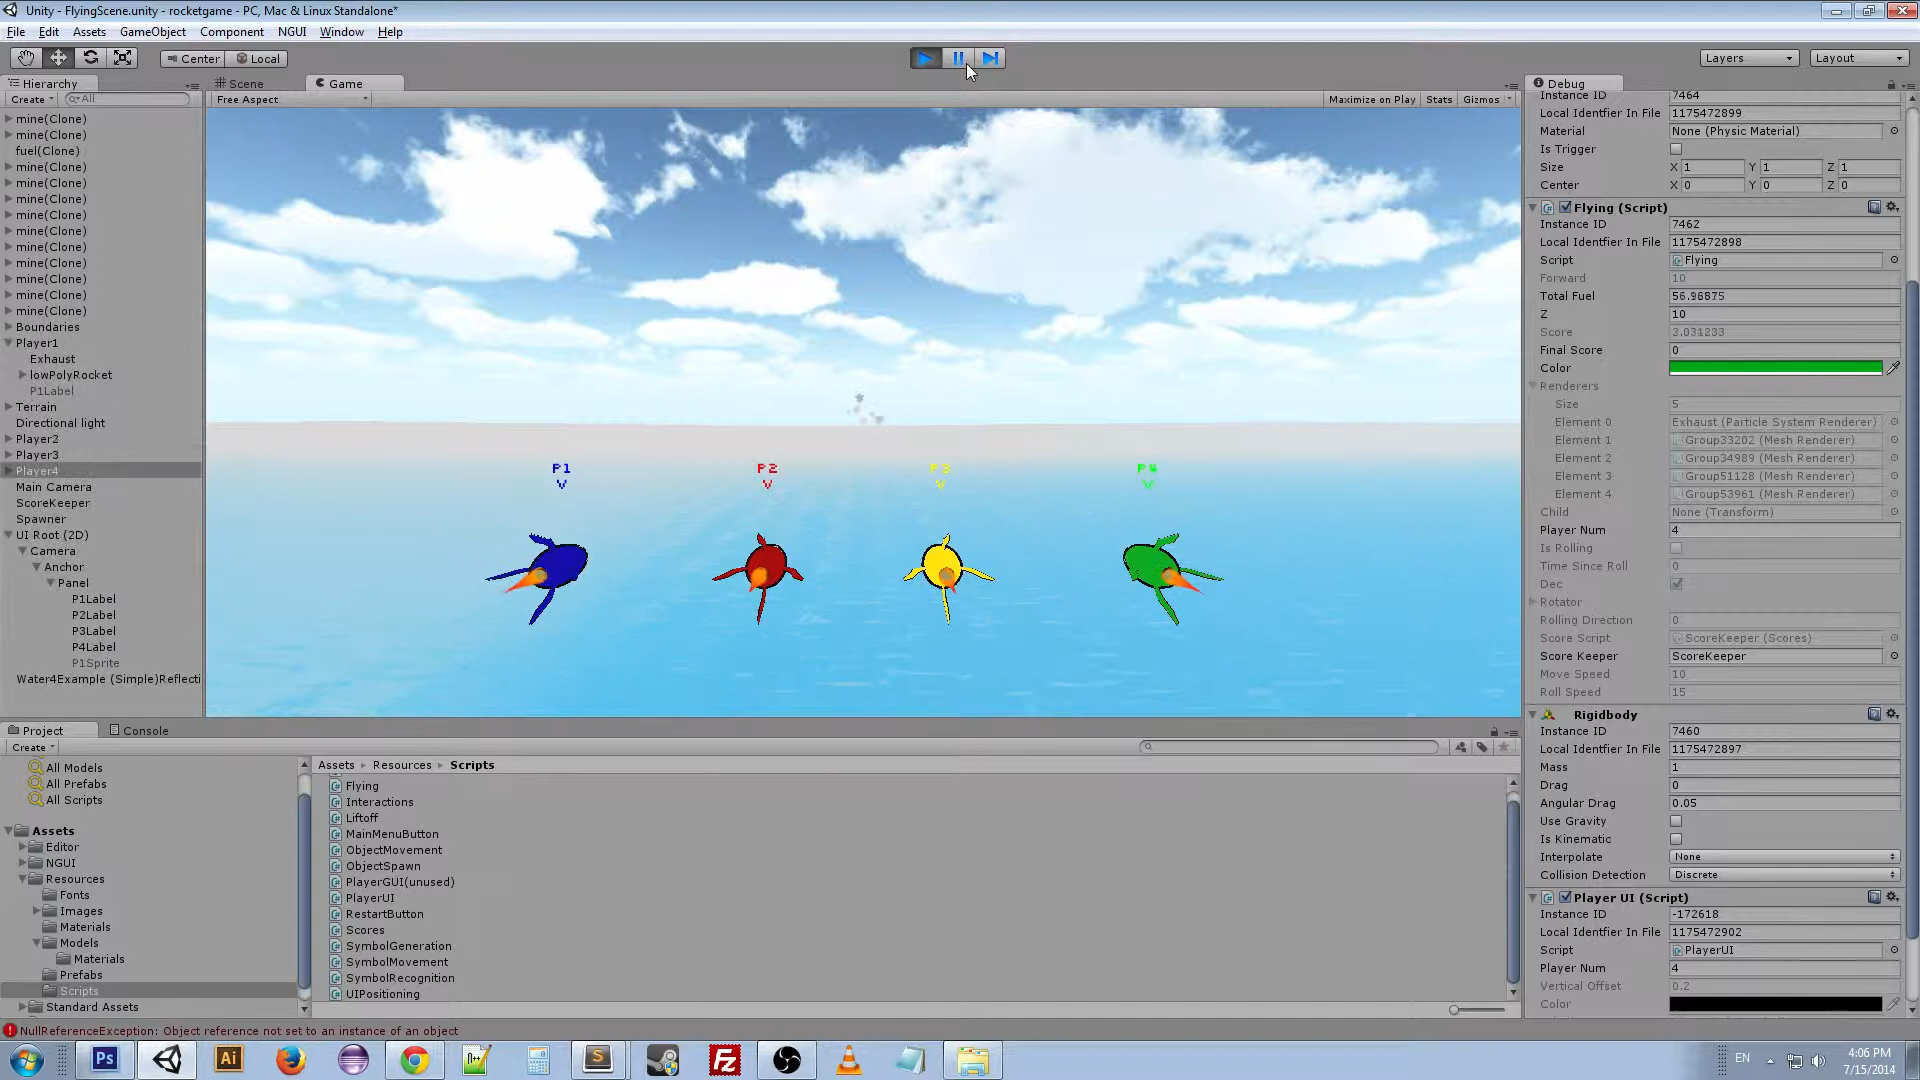 Unity - FlyingScene.unity - rocketgame - PC, Mac & Linux Standalone*
File Edit Assets GameObject Component NGUI Window Help
Center Local
Layers Layout
Hierarchy
Scene
Game
Debug
Create All
Free Aspect
Maximize on Play Stats Gizmos
mine(Clone)
mine(Clone)
fuel(Clone)
mine(Clone)
mine(Clone)
mine(Clone)
mine(Clone)
mine(Clone)
mine(Clone)
mine(Clone)
mine(Clone)
mine(Clone)
mine(Clone)
Boundaries
Player1
Exhaust
lowPolyRocket
P1Label
Terrain
Directional light
Player2
Player3
Player4
Main Camera
ScoreKeeper
Spawner
UI Root (2D)
Camera
Anchor
Panel
P1Label
P2Label
P3Label
P4Label
P1Sprite
Water4Example (Simple)Reflecti
P1 P2 P3 P4
V V V V
Instance ID 7464
Local Identfier In File 1175472899
Material None (Physic Material)
Is Trigger
Size X 1 Y 1 Z 1
Center X 0 Y 0 Z 0
Flying (Script)
Instance ID 7462
Local Identfier In File 1175472898
Script Flying
Forward 10
Total Fuel 56.96875
Z 10
Score 3.031233
Final Score 0
Color
Renderers
Size 5
Element 0 Exhaust (Particle System Renderer)
Element 1 Group33202 (Mesh Renderer)
Element 2 Group34989 (Mesh Renderer)
Element 3 Group51128 (Mesh Renderer)
Element 4 Group53961 (Mesh Renderer)
Child None (Transform)
Player Num 4
Is Rolling
Time Since Roll 0
Dec
Rotator
Rolling Direction 0
Score Script ScoreKeeper (Scores)
Score Keeper ScoreKeeper
Move Speed 10
Roll Speed 15
Rigidbody
Instance ID 7460
Local Identfier In File 1175472897
Mass 1
Drag 0
Angular Drag 0.05
Use Gravity
Is Kinematic
Interpolate None
Collision Detection Discrete
Player UI (Script)
Instance ID -172618
Local Identfier In File 1175472902
Script PlayerUI
Player Num 4
Vertical Offset 0.2
Color
Project Console
Create
All Models
All Prefabs
All Scripts
Assets
Editor
NGUI
Resources
Fonts
Images
Materials
Models
Materials
Prefabs
Scripts
Standard Assets
Assets Resources Scripts
Flying
Interactions
Liftoff
MainMenuButton
ObjectMovement
ObjectSpawn
PlayerGUI(unused)
PlayerUI
RestartButton
Scores
SymbolGeneration
SymbolMovement
SymbolRecognition
UIPositioning
NullReferenceException: Object reference not set to an instance of an object
Ps Ai S Fz
EN
4:06 PM
7/15/2014